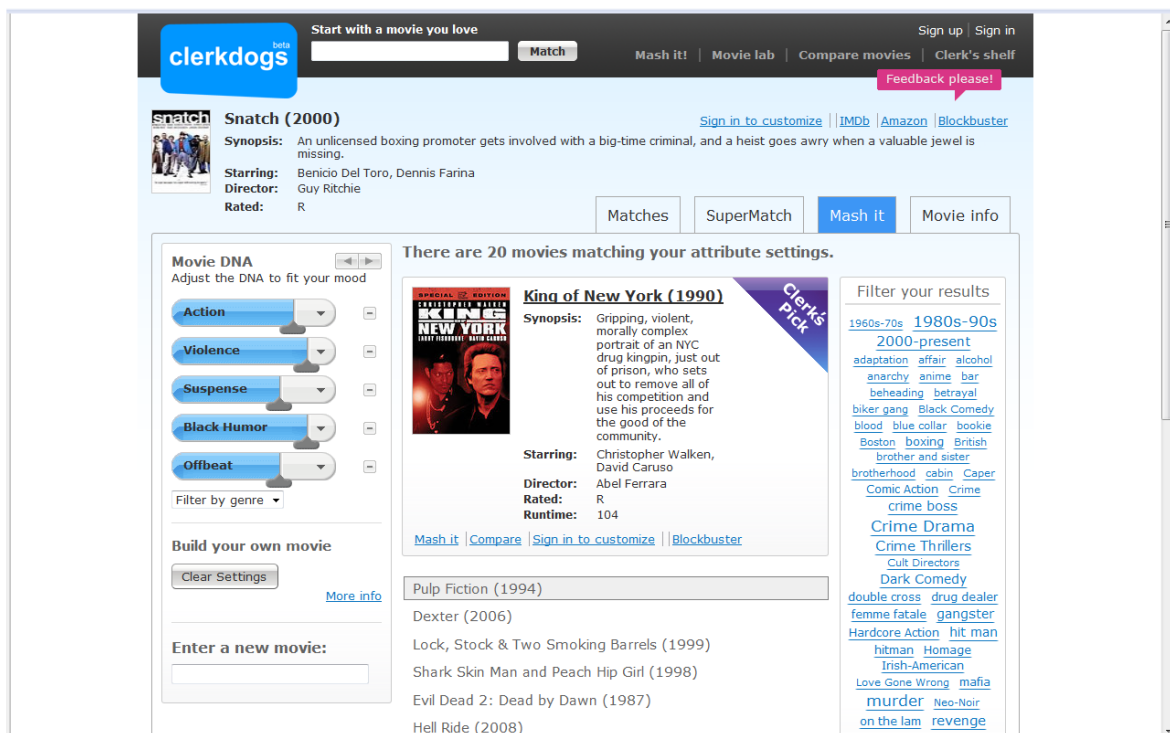 Start with a movie you love
Sign up | Sign in
beta
clerkdogs
Match
Mash it! | Movie lab | Compare movies | Clerk's shelf
Feedback please!
snatch
Snatch (2000)
Sign in to customize | | IMDb | Amazon | Blockbuster
Synopsis: An unlicensed boxing promoter gets involved with a big-time criminal, and a heist goes awry when a valuable jewel is
missing.
Starring: Benicio Del Toro, Dennis Farina
Director: Guy Ritchie
Rated: R
Matches
SuperMatch
Mash it
Movie info
Movie DNA
Adjust the DNA to fit your mood
Action
Violence
Suspense
Black Humor
Offbeat
Filter by genre
Build your own movie
Clear Settings
More info
Enter a new movie:
There are 20 movies matching your attribute settings.
SPECIAL EDITION
CHRISTOPHER WALKEN
KING
OF
NEW YORK
LARRY FISHBURNE DAVID CARUSO
King of New York (1990)
Clerk's
Pick
Synopsis: Gripping, violent,
morally complex
portrait of an NYC
drug kingpin, just out
of prison, who sets
out to remove all of
his competition and
use his proceeds for
the good of the
community.
Starring: Christopher Walken,
David Caruso
Director: Abel Ferrara
Rated: R
Runtime: 104
Mash it | Compare | Sign in to customize | | Blockbuster
Pulp Fiction (1994)
Dexter (2006)
Lock, Stock & Two Smoking Barrels (1999)
Shark Skin Man and Peach Hip Girl (1998)
Evil Dead 2: Dead by Dawn (1987)
Hell Ride (2008)
Filter your results
1960s-70s 1980s-90s
2000-present
adaptation affair alcohol
anarchy anime bar
beheading betrayal
biker gang Black Comedy
blood blue collar bookie
Boston boxing British
brother and sister
brotherhood cabin Caper
Comic Action Crime
crime boss
Crime Drama
Crime Thrillers
Cult Directors
Dark Comedy
double cross drug dealer
femme fatale gangster
Hardcore Action hit man
hitman Homage
Irish-American
Love Gone Wrong mafia
murder Neo-Noir
on the lam revenge